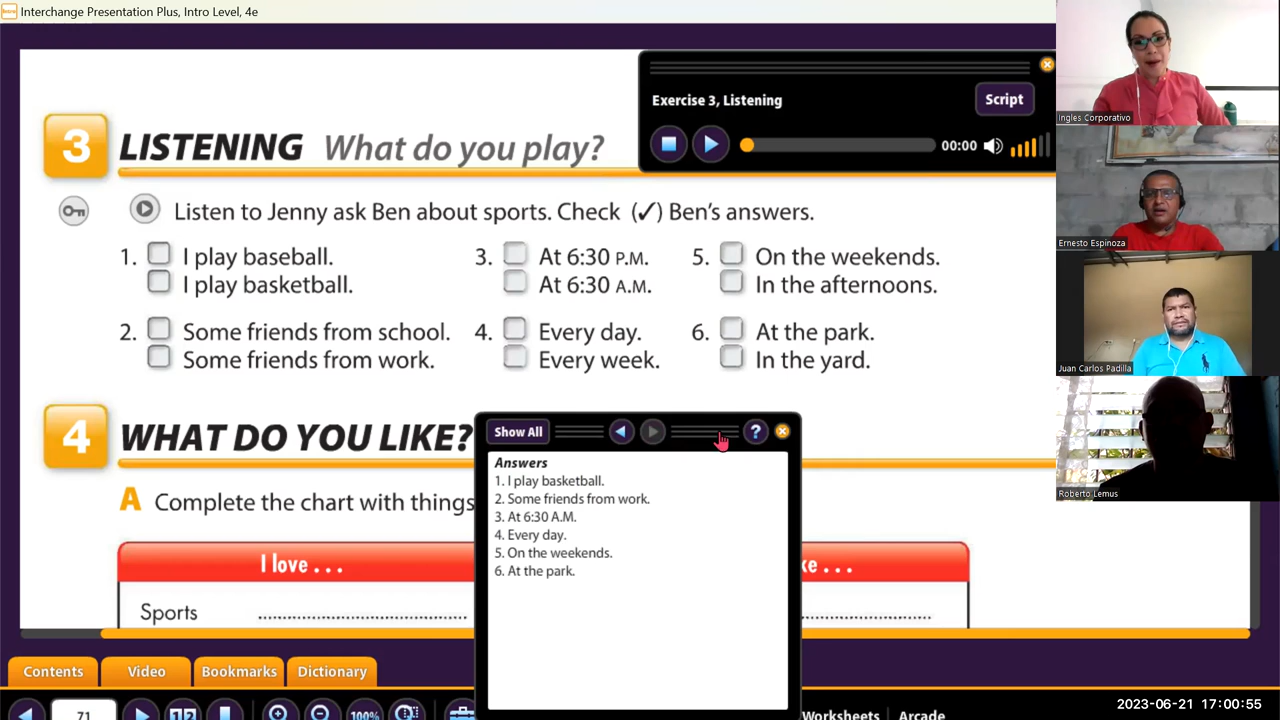 Interchange Presentation Plus, Intro Level, 4e
3 LISTENING What do you play?
Exercise 3, Listening
Script
00:00
Listen to Jenny ask Ben about sports. Check (✓) Ben's answers.
1. I play baseball.
I play basketball.
2. Some friends from school.
Some friends from work.
3. At 6:30 P.M.
At 6:30 A.M.
4. Every day.
Every week.
5. On the weekends.
In the afternoons.
6. At the park.
In the yard.
4 WHAT DO YOU LIKE?
A Complete the chart with things
I love . . .
ke . . .
Sports
Show All
?
Answers
1. I play basketball.
2. Some friends from work.
3. At 6:30 A.M.
4. Every day.
5. On the weekends.
6. At the park.
Ingles Corporativo
Ernesto Espinoza
Juan Carlos Padilla
Roberto Lemus
Contents
Video
Bookmarks
Dictionary
71
1 2
100%
Worksheets
Arcade
2023-06-21 17:00:55